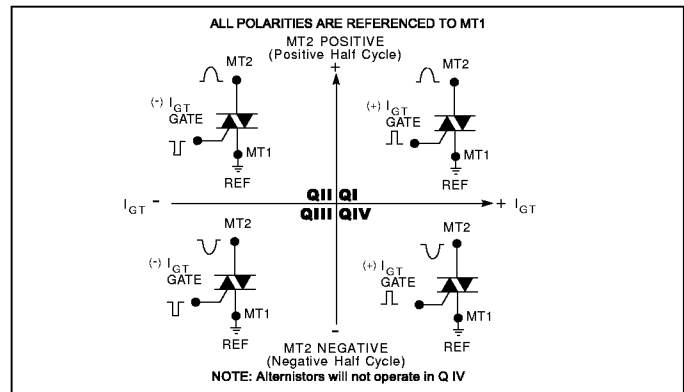 ALL POLARITIES ARE REFERENCED TO MT1
MT2 POSITIVE
(Positive Half Cycle)
+
MT2
(-) IGT
GATE
MT1
REF
MT2
(+) IGT
GATE
MT1
REF
IGT -
QII QI
QIII QIV
+ IGT
MT2
(-) IGT
GATE
MT1
REF
MT2
(+) IGT
GATE
MT1
REF
-
MT2 NEGATIVE
(Negative Half Cycle)
NOTE: Alternistors will not operate in Q IV